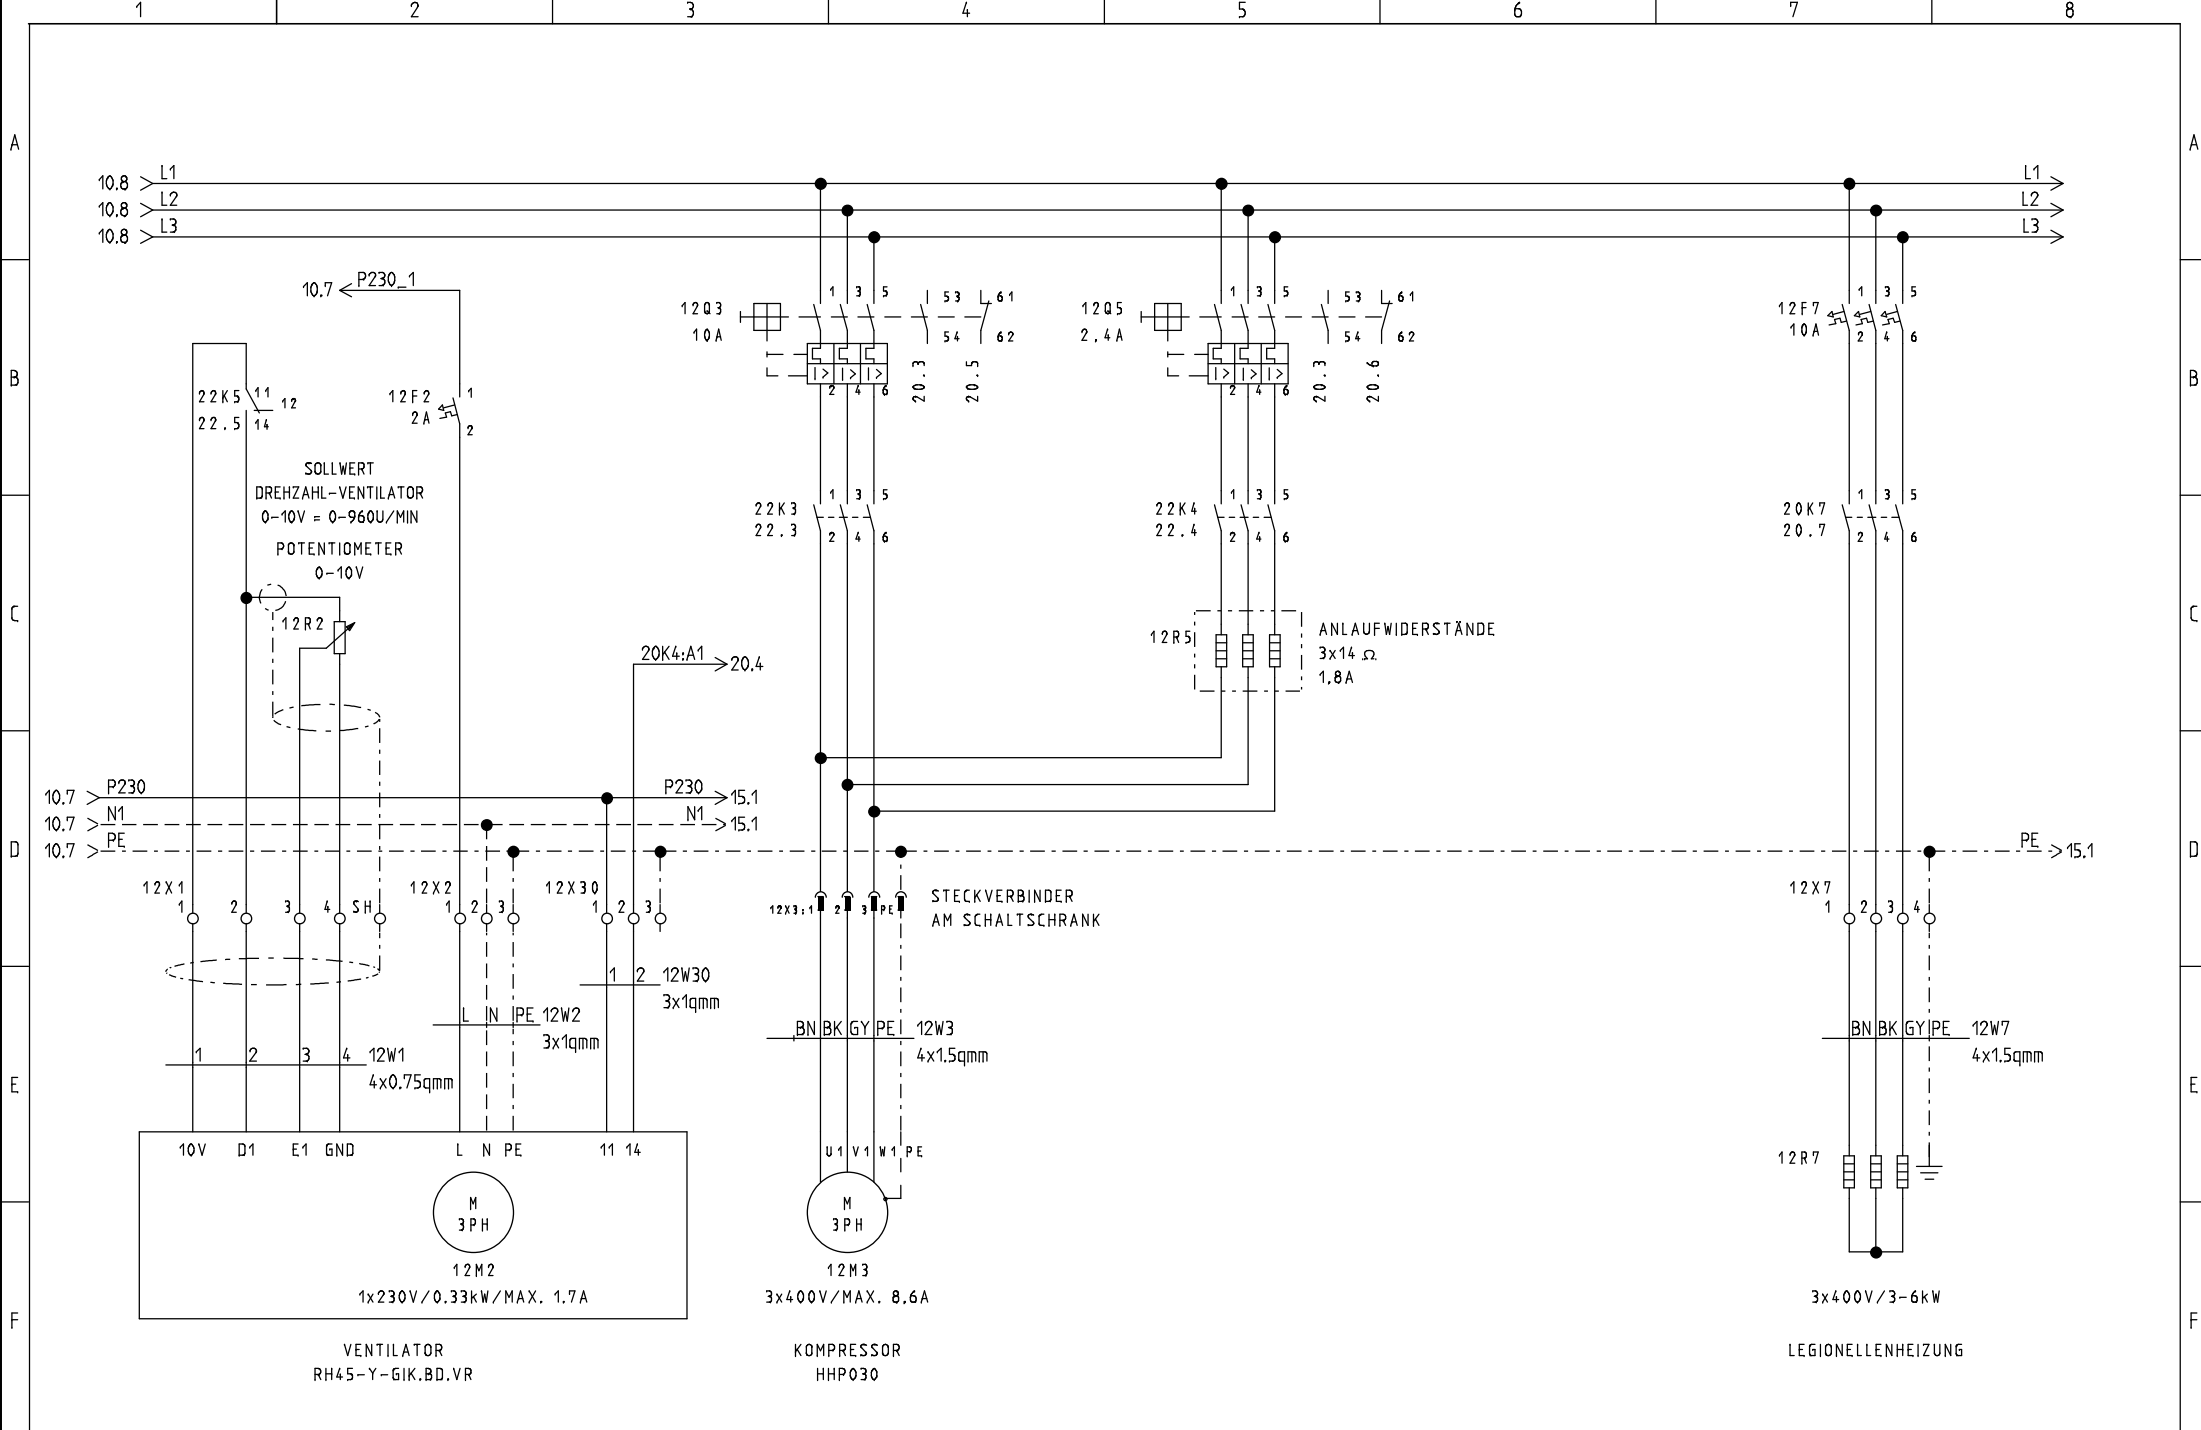 1 2 3 4 5 6 7 8
A A
10.8 L1 L1
10.8 L2 L2
10.8 L3 L3
10.7 P230_1
12Q3 1 3 5 53 61
10A 54 62
2 4 6 20.3 20.5
12Q5 1 3 5 53 61
2,4A 54 62
2 4 6 20.3 20.6
12F7 1 3 5
10A 2 4 6
B B
22K5 11 12
22.5 14
12F2 1
2A 2
SOLLWERT
DREHZAHL-VENTILATOR
0-10V = 0-960U/MIN
POTENTIOMETER
0-10V
22K3 1 3 5
22.3 2 4 6
22K4 1 3 5
22.4 2 4 6
20K7 1 3 5
20.7 2 4 6
C C
12R2
12R5
ANLAUFWIDERSTÄNDE
3x14 Ω
1,8A
20K4:A1 20.4
10.7 P230 P230 15.1
10.7 N1 N1 15.1
10.7 PE PE 15.1
D D
12X1 1 2 3 4 SH
12X2 1 2 3
12X30 1 2 3
12X3:1 2 3 PE
STECKVERBINDER
AM SCHALTSCHRANK
12X7
1 2 3 4
1 2 12W30
3x1qmm
L N PE 12W2
3x1qmm
1 2 3 4 12W1
4x0.75qmm
BN BK GY PE 12W3
4x1.5qmm
BN BK GY PE 12W7
4x1.5qmm
E E
10V D1 E1 GND L N PE 11 14
U1 V1 W1 PE
12R7
M
3PH
12M2
1x230V/0.33kW/MAX. 1.7A
M
3PH
12M3
3x400V/MAX. 8,6A
3x400V/3-6kW
F F
VENTILATOR
RH45-Y-GIK.BD.VR
KOMPRESSOR
HHP030
LEGIONELLENHEIZUNG